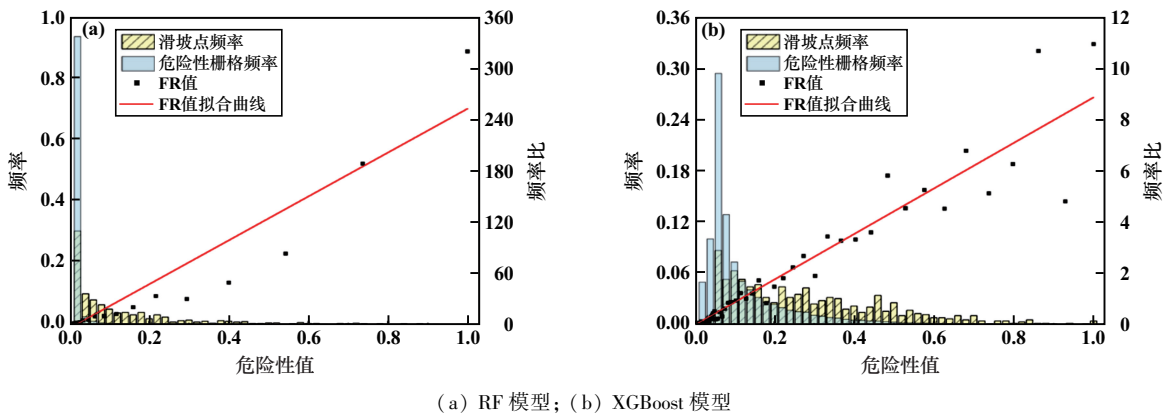 (a)
滑坡点频率
危险性栅格频率
FR值
FR值拟合曲线
1.0
0.8
0.6
0.4
0.2
0.0
频率
360
300
240
180
120
60
0
频率比
0.0
0.2
0.4
0.6
0.8
1.0
危险性值
(b)
滑坡点频率
危险性栅格频率
FR值
FR值拟合曲线
0.36
0.30
0.24
0.18
0.12
0.06
0.00
频率
12
10
8
6
4
2
0
频率比
0.0
0.2
0.4
0.6
0.8
1.0
危险性值
(a) RF 模型; (b) XGBoost 模型